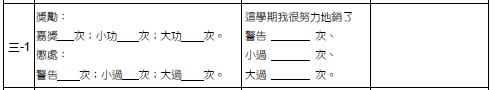 三-1
獎勵：
嘉獎___次；小功___次；大功___次。
懲處：
警告___次；小過___次；大過___次。
這學期我很努力地銷了
警告 ______ 次、
小過 ______ 次、
大過 ______ 次。